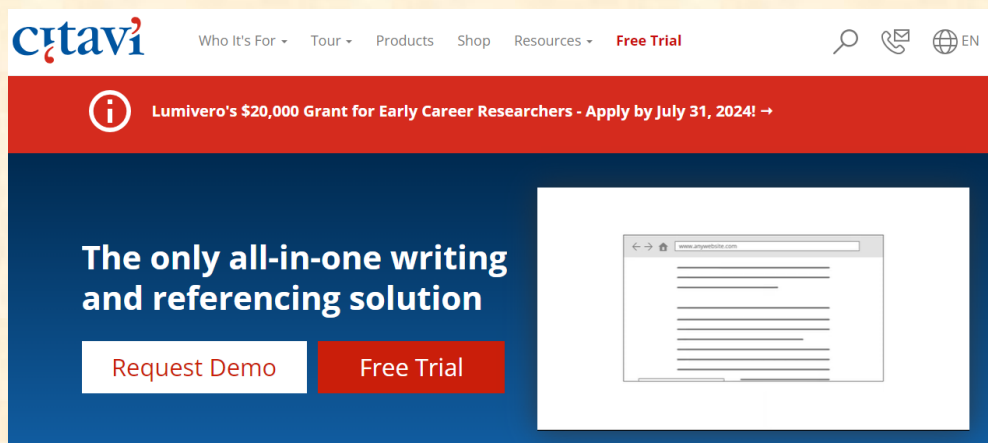 citavi
Who It's For Tour Products Shop Resources Free Trial EN
Lumivero's $20,000 Grant for Early Career Researchers - Apply by July 31, 2024! →
The only all-in-one writing
and referencing solution
www.anywebsite.com
Request Demo Free Trial